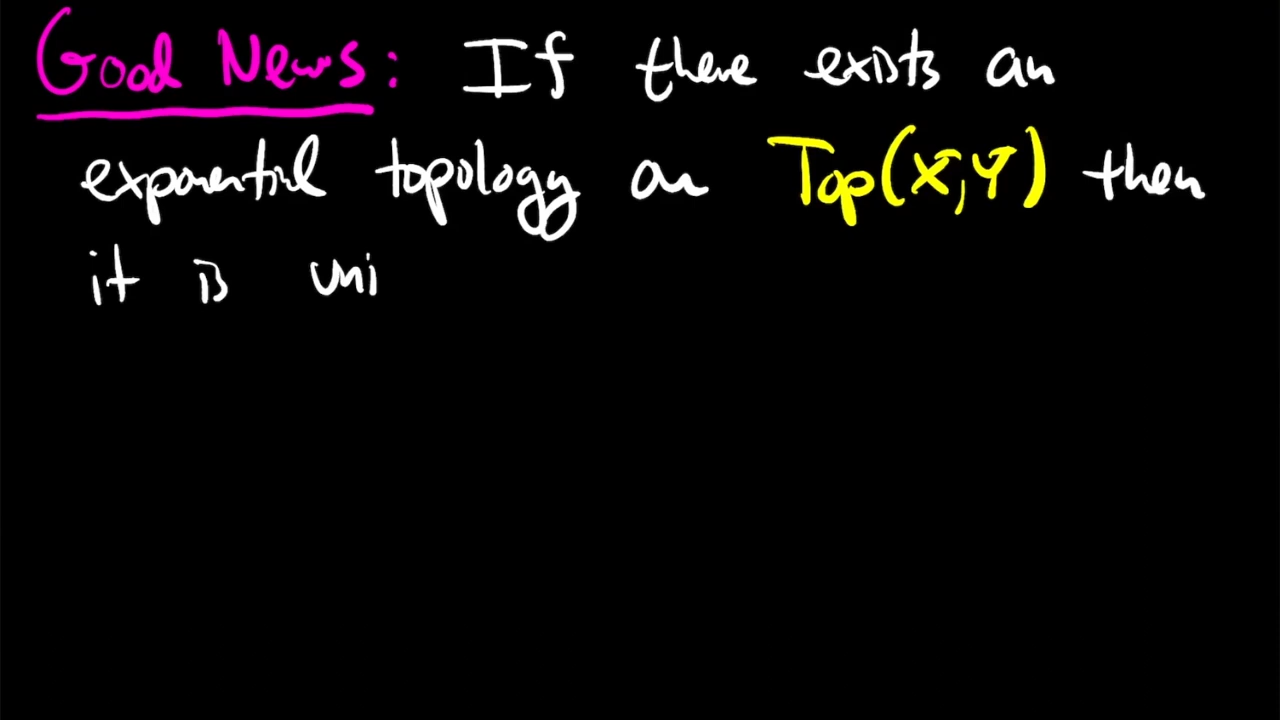 Good News: If there exists an
exponential topology on Top(X,Y) then
it is uni